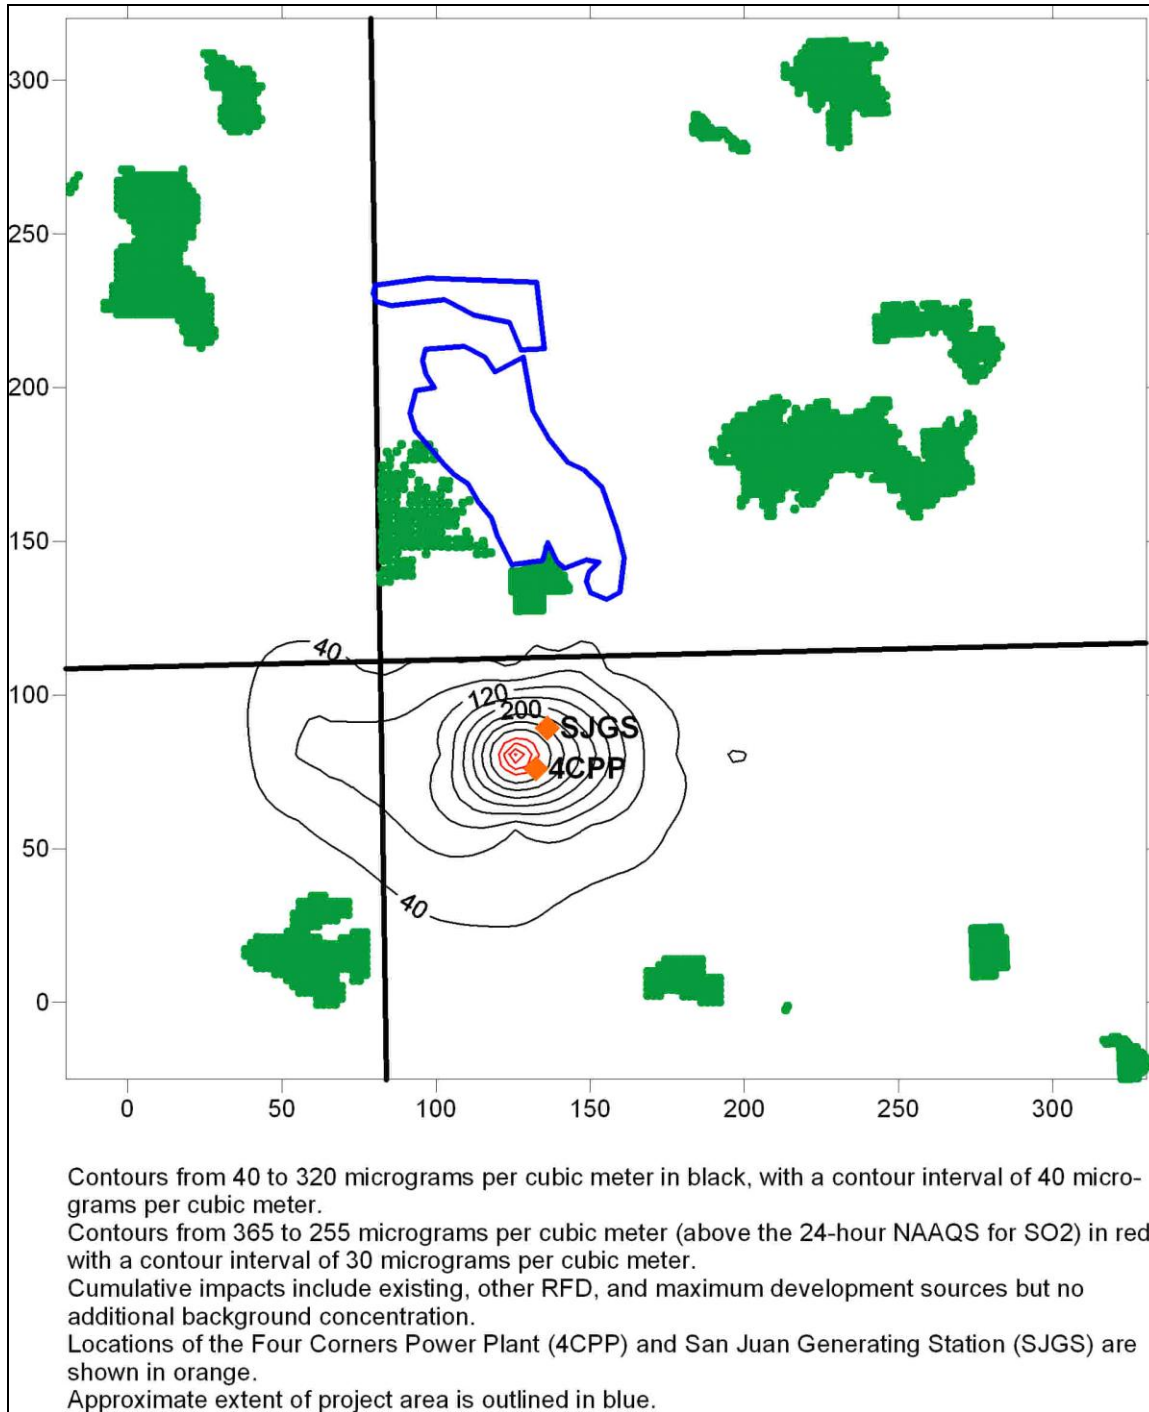 300
250
200
150
40
100
120
200
SJGS
4CPP
50
40
0
0 50 100 150 200 250 300
Contours from 40 to 320 micrograms per cubic meter in black, with a contour interval of 40 micro-
grams per cubic meter.
Contours from 365 to 255 micrograms per cubic meter (above the 24-hour NAAQS for SO2) in red
with a contour interval of 30 micrograms per cubic meter.
Cumulative impacts include existing, other RFD, and maximum development sources but no
additional background concentration.
Locations of the Four Corners Power Plant (4CPP) and San Juan Generating Station (SJGS) are
shown in orange.
Approximate extent of project area is outlined in blue.